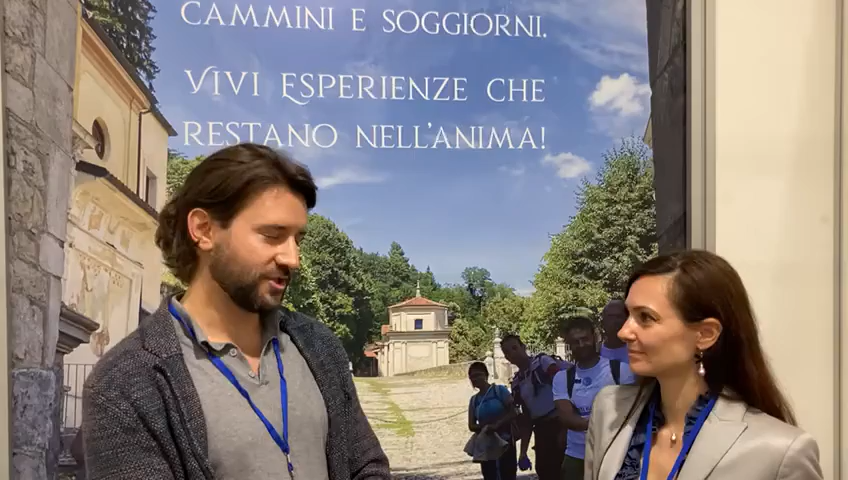 CAMMINI E SOGGIORNI.
VIVI ESPERIENZE CHE
RESTANO NELL'ANIMA!